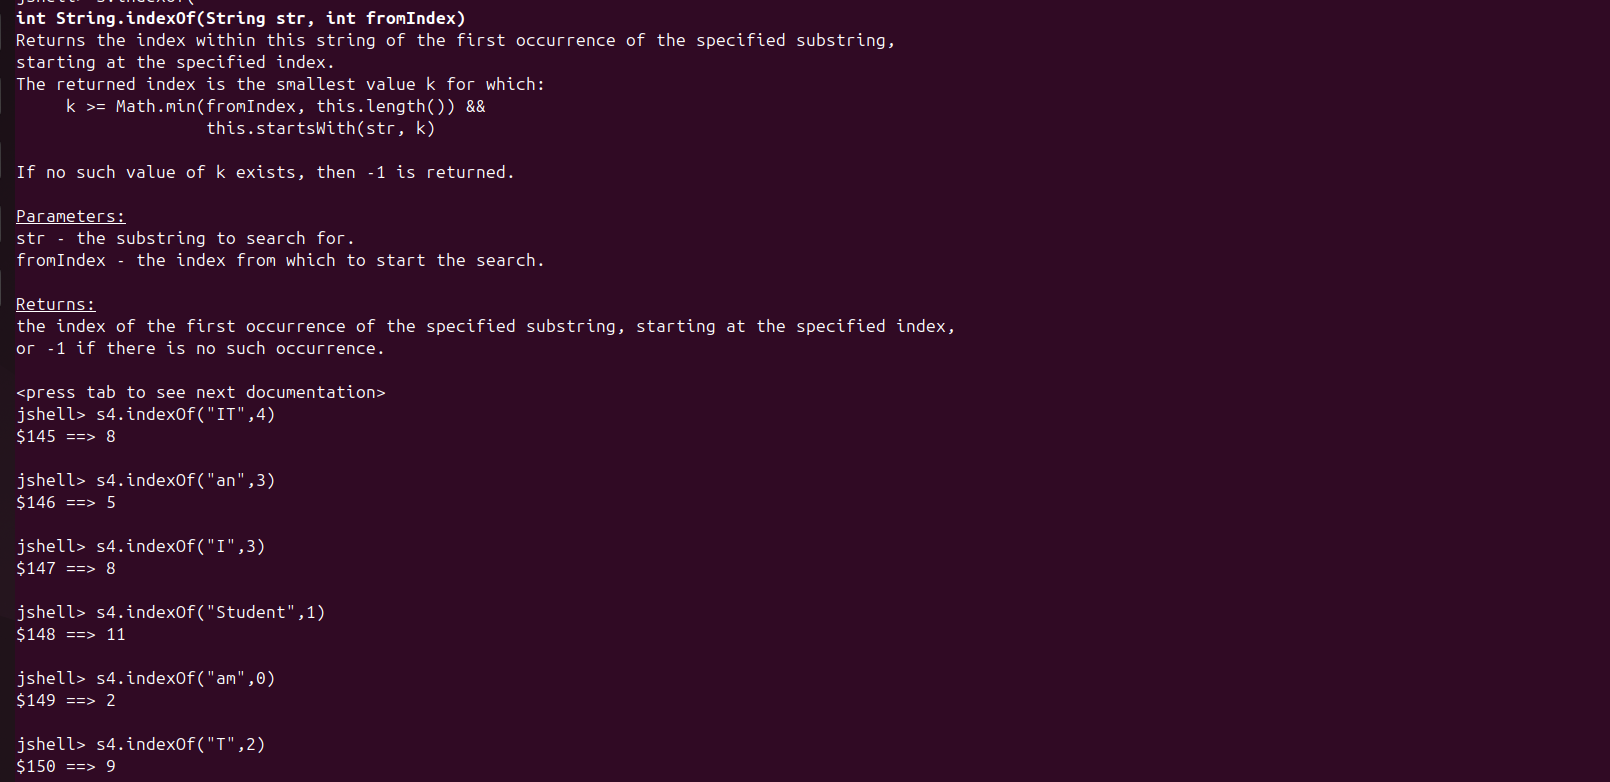 int String.indexOf(String str, int fromIndex)
Returns the index within this string of the first occurrence of the specified substring,
starting at the specified index.
The returned index is the smallest value k for which:
     k >= Math.min(fromIndex, this.length()) &&
                   this.startsWith(str, k)
If no such value of k exists, then -1 is returned.
Parameters:
str - the substring to search for.
fromIndex - the index from which to start the search.
Returns:
the index of the first occurrence of the specified substring, starting at the specified index,
or -1 if there is no such occurrence.
<press tab to see next documentation>
jshell> s4.indexOf("IT",4)
$145 ==> 8
jshell> s4.indexOf("an",3)
$146 ==> 5
jshell> s4.indexOf("I",3)
$147 ==> 8
jshell> s4.indexOf("Student",1)
$148 ==> 11
jshell> s4.indexOf("am",0)
$149 ==> 2
jshell> s4.indexOf("T",2)
$150 ==> 9